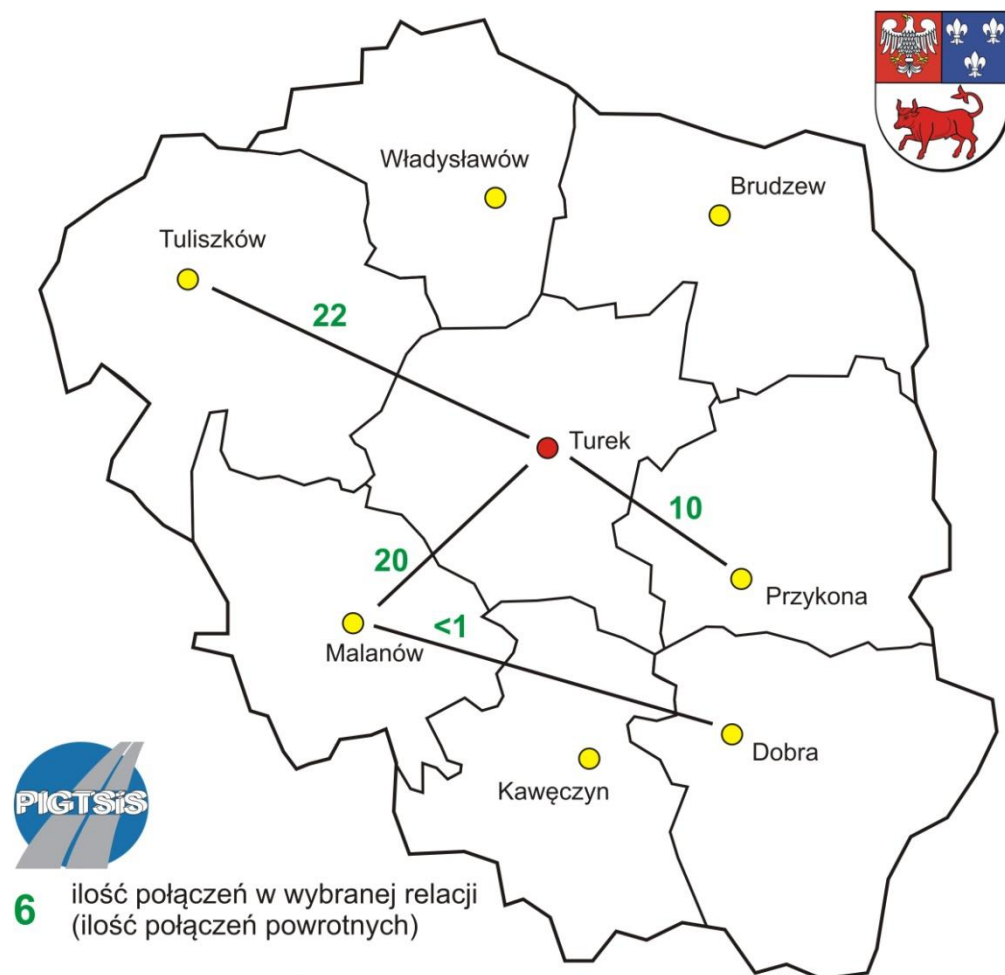 Władysławów
Brudzew
Tuliszków
22
Turek
10
20
Przykona
<1
Malanów
Dobra
Kawęczyn
PIGTSiS
6 ilość połączeń w wybranej relacji
(ilość połączeń powrotnych)